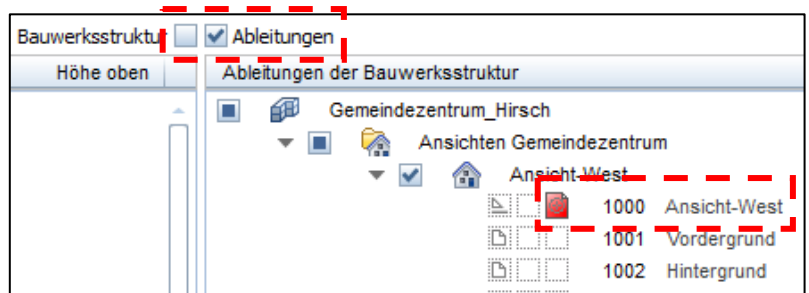 Bauwerksstruktur Ableitungen
Höhe oben Ableitungen der Bauwerksstruktur
Gemeindezentrum_Hirsch
Ansichten Gemeindezentrum
Ansicht-West
1000 Ansicht-West
1001 Vordergrund
1002 Hintergrund